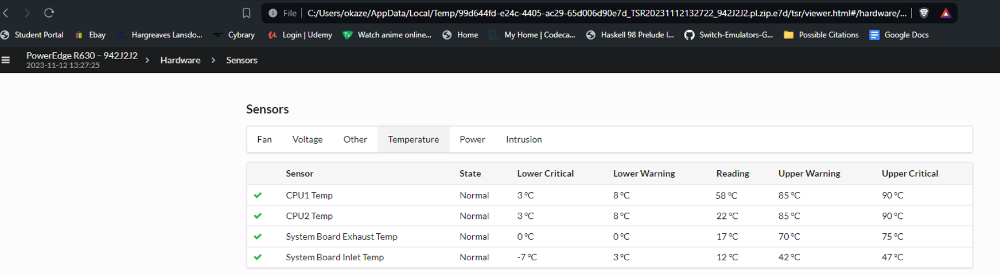 File C:/Users/okaze/AppData/Local/Temp/99d644fd-e24c-4405-ac29-65d006d90e7d_TSR20231112132722_942J2J2.pl.zip.e7d/tsr/viewer.html#/hardware/...
Student Portal Ebay HL Hargreaves Lansdo... Cybrary Login | Udemy Watch anime online... Home My Home | Codeca... Haskell 98 Prelude I... Switch-Emulators-G... Possible Citations Google Docs
PowerEdge R630 – 942J2J2 > Hardware > Sensors
2023-11-12 13:27:25
Sensors
Fan Voltage Other Temperature Power Intrusion
Sensor State Lower Critical Lower Warning Reading Upper Warning Upper Critical
CPU1 Temp Normal 3 °C 8 °C 58 °C 85 °C 90 °C
CPU2 Temp Normal 3 °C 8 °C 22 °C 85 °C 90 °C
System Board Exhaust Temp Normal 0 °C 0 °C 17 °C 70 °C 75 °C
System Board Inlet Temp Normal -7 °C 3 °C 12 °C 42 °C 47 °C